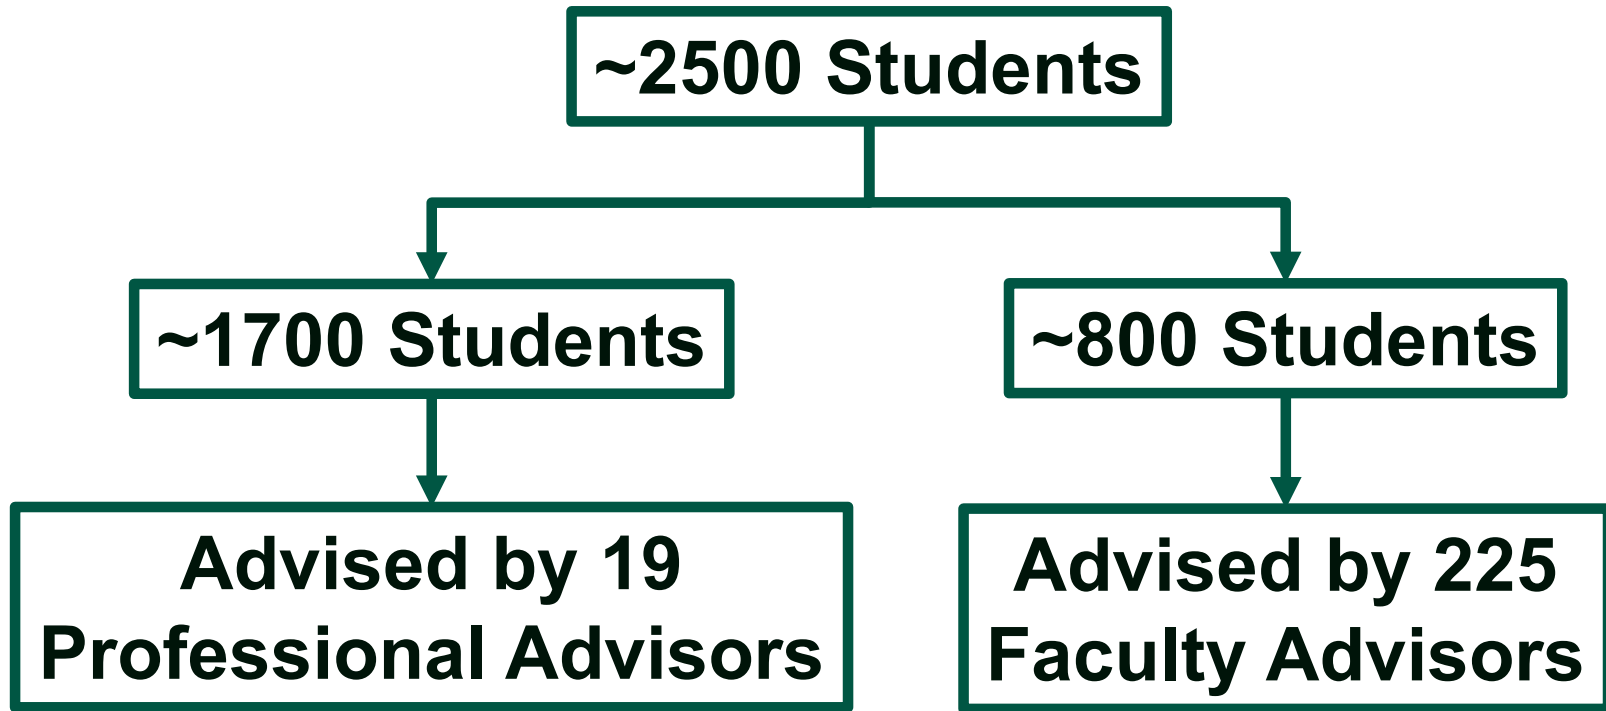 ~2500 Students
~1700 Students
~800 Students
Advised by 19
Professional Advisors
Advised by 225
Faculty Advisors